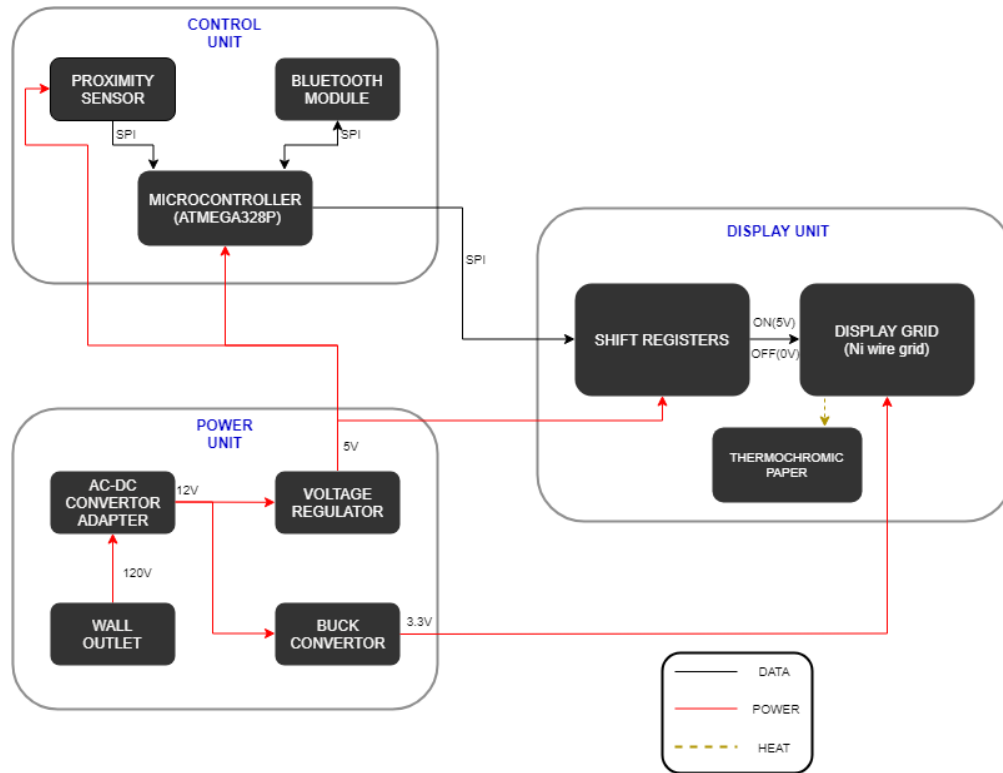 CONTROL
UNIT
PROXIMITY
SENSOR
BLUETOOTH
MODULE
SPI
SPI
MICROCONTROLLER
(ATMEGA328P)
SPI
DISPLAY UNIT
SHIFT REGISTERS
ON(5V)
OFF(0V)
DISPLAY GRID
(Ni wire grid)
THERMOCHROMIC
PAPER
POWER
UNIT
5V
AC-DC
CONVERTOR
ADAPTER
12V
VOLTAGE
REGULATOR
120V
WALL
OUTLET
BUCK
CONVERTOR
3.3V
DATA
POWER
HEAT